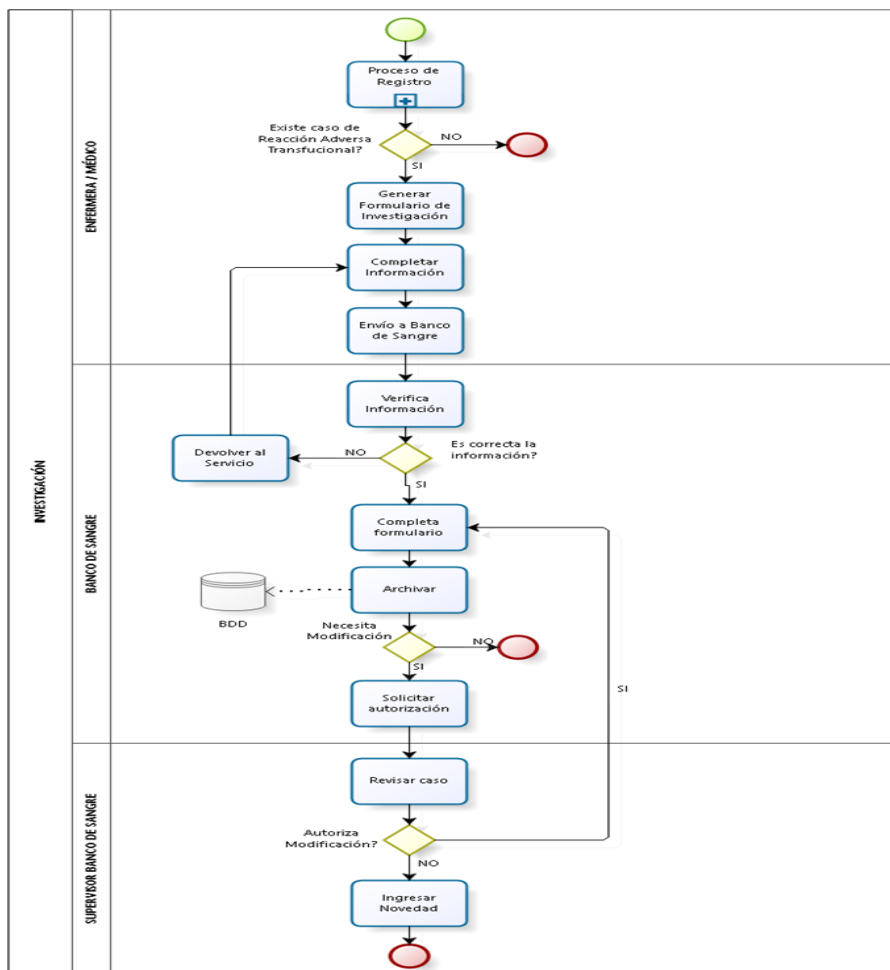 INVESTIGACIÓN
ENFERMERA / MÉDICO
Proceso de
Registro
Existe caso de
Reacción Adversa
Transfucional?
NO
SI
Generar
Formulario de
Investigación
Completar
Información
Envío a Banco
de Sangre
BANCO DE SANGRE
Verifica
Información
Es correcta la
información?
NO
Devolver al
Servicio
SI
Completa
formulario
Archivar
BDD
Necesita
Modificación
NO
SI
Solicitar
autorización
SI
SUPERVISOR BANCO DE SANGRE
Revisar caso
Autoriza
Modificación?
NO
Ingresar
Novedad